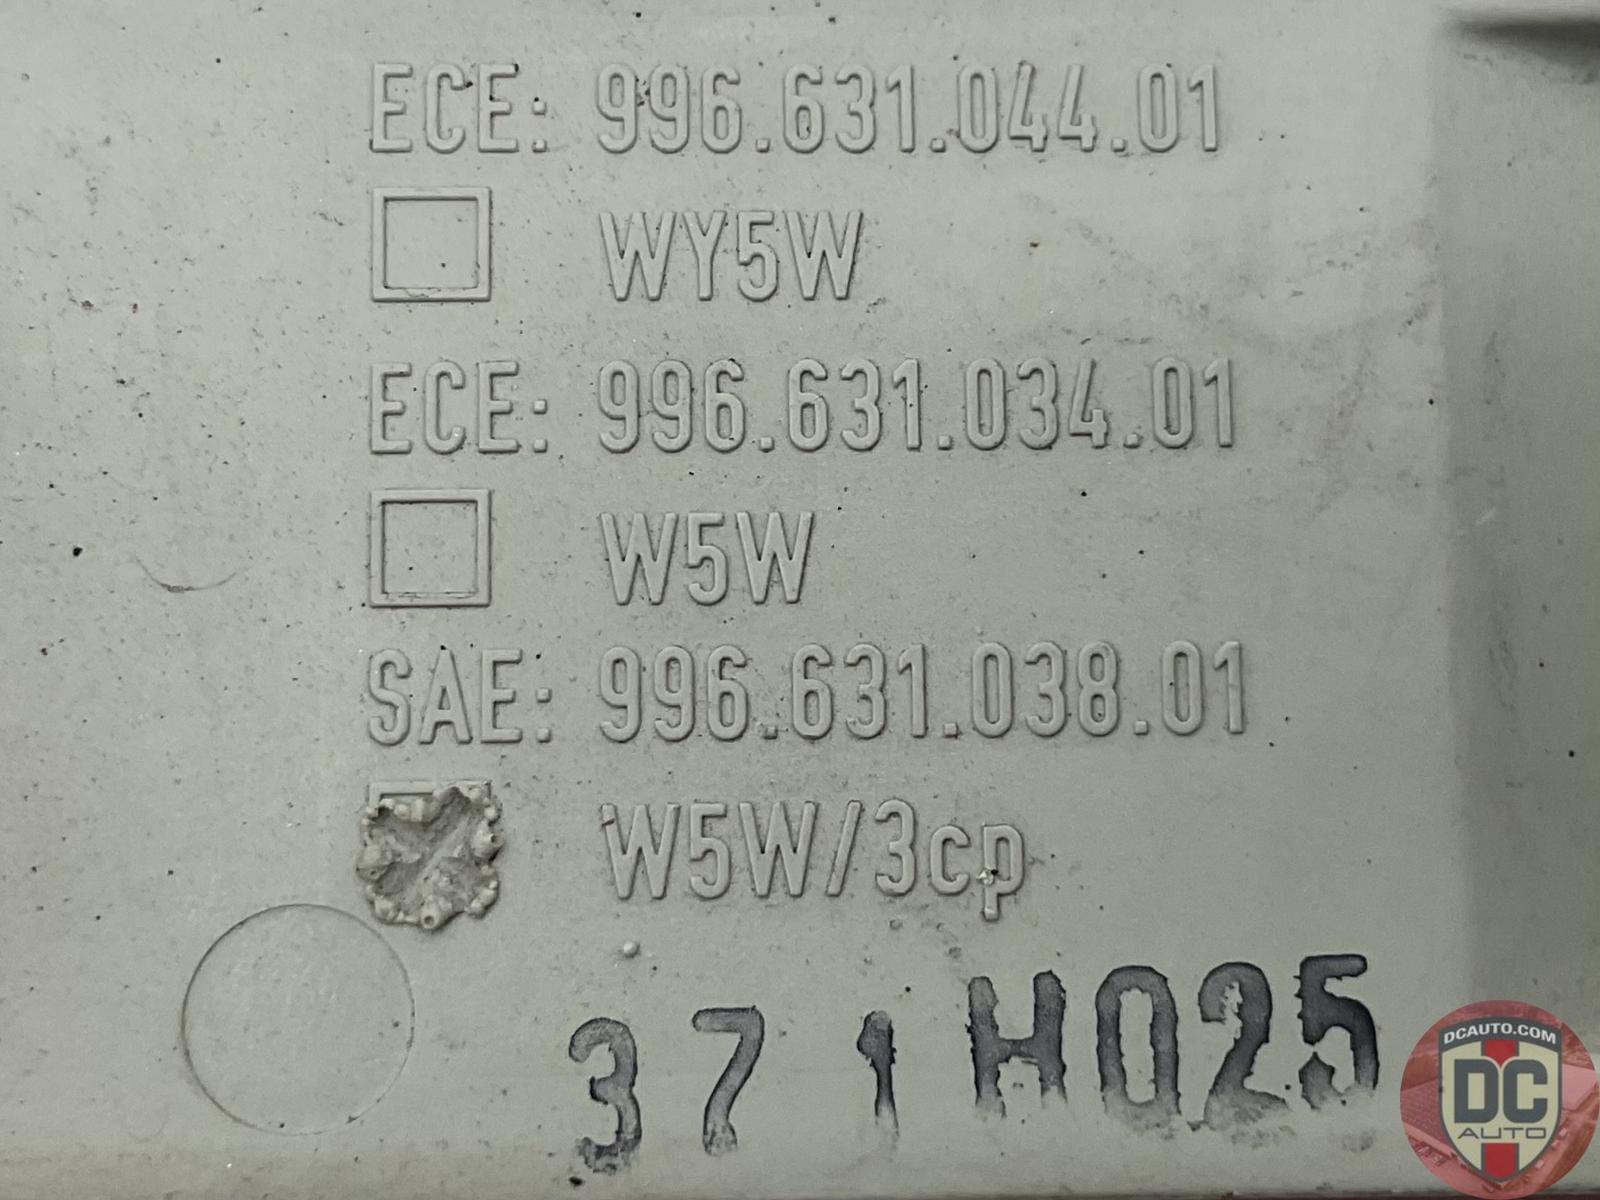 ECE: 996.631.044.01
WY5W
ECE: 996.631.034.01
W5W
SAE: 996.631.038.01
W5W/3cp
371H025
DCAUTO.COM
DC
AUTO